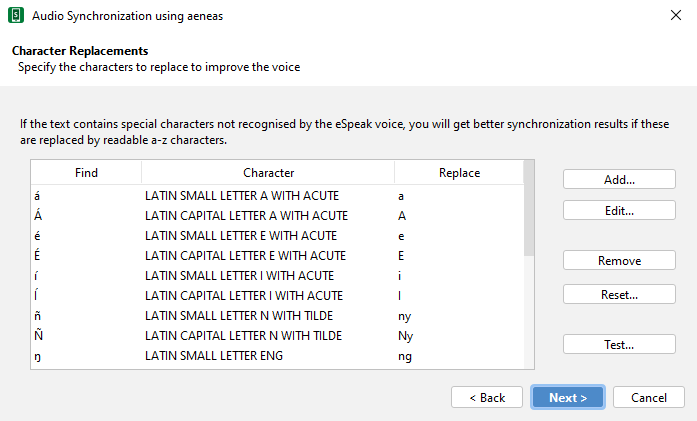 Audio Synchronization using aeneas
Character Replacements
Specify the characters to replace to improve the voice
If the text contains special characters not recognised by the eSpeak voice, you will get better synchronization results if these
are replaced by readable a-z characters.
Find Character Replace
á LATIN SMALL LETTER A WITH ACUTE a
Á LATIN CAPITAL LETTER A WITH ACUTE A
é LATIN SMALL LETTER E WITH ACUTE e
É LATIN CAPITAL LETTER E WITH ACUTE E
í LATIN SMALL LETTER I WITH ACUTE i
Í LATIN CAPITAL LETTER I WITH ACUTE I
ñ LATIN SMALL LETTER N WITH TILDE ny
Ñ LATIN CAPITAL LETTER N WITH TILDE Ny
ŋ LATIN SMALL LETTER ENG ng
Add...
Edit...
Remove
Reset...
Test...
< Back Next > Cancel